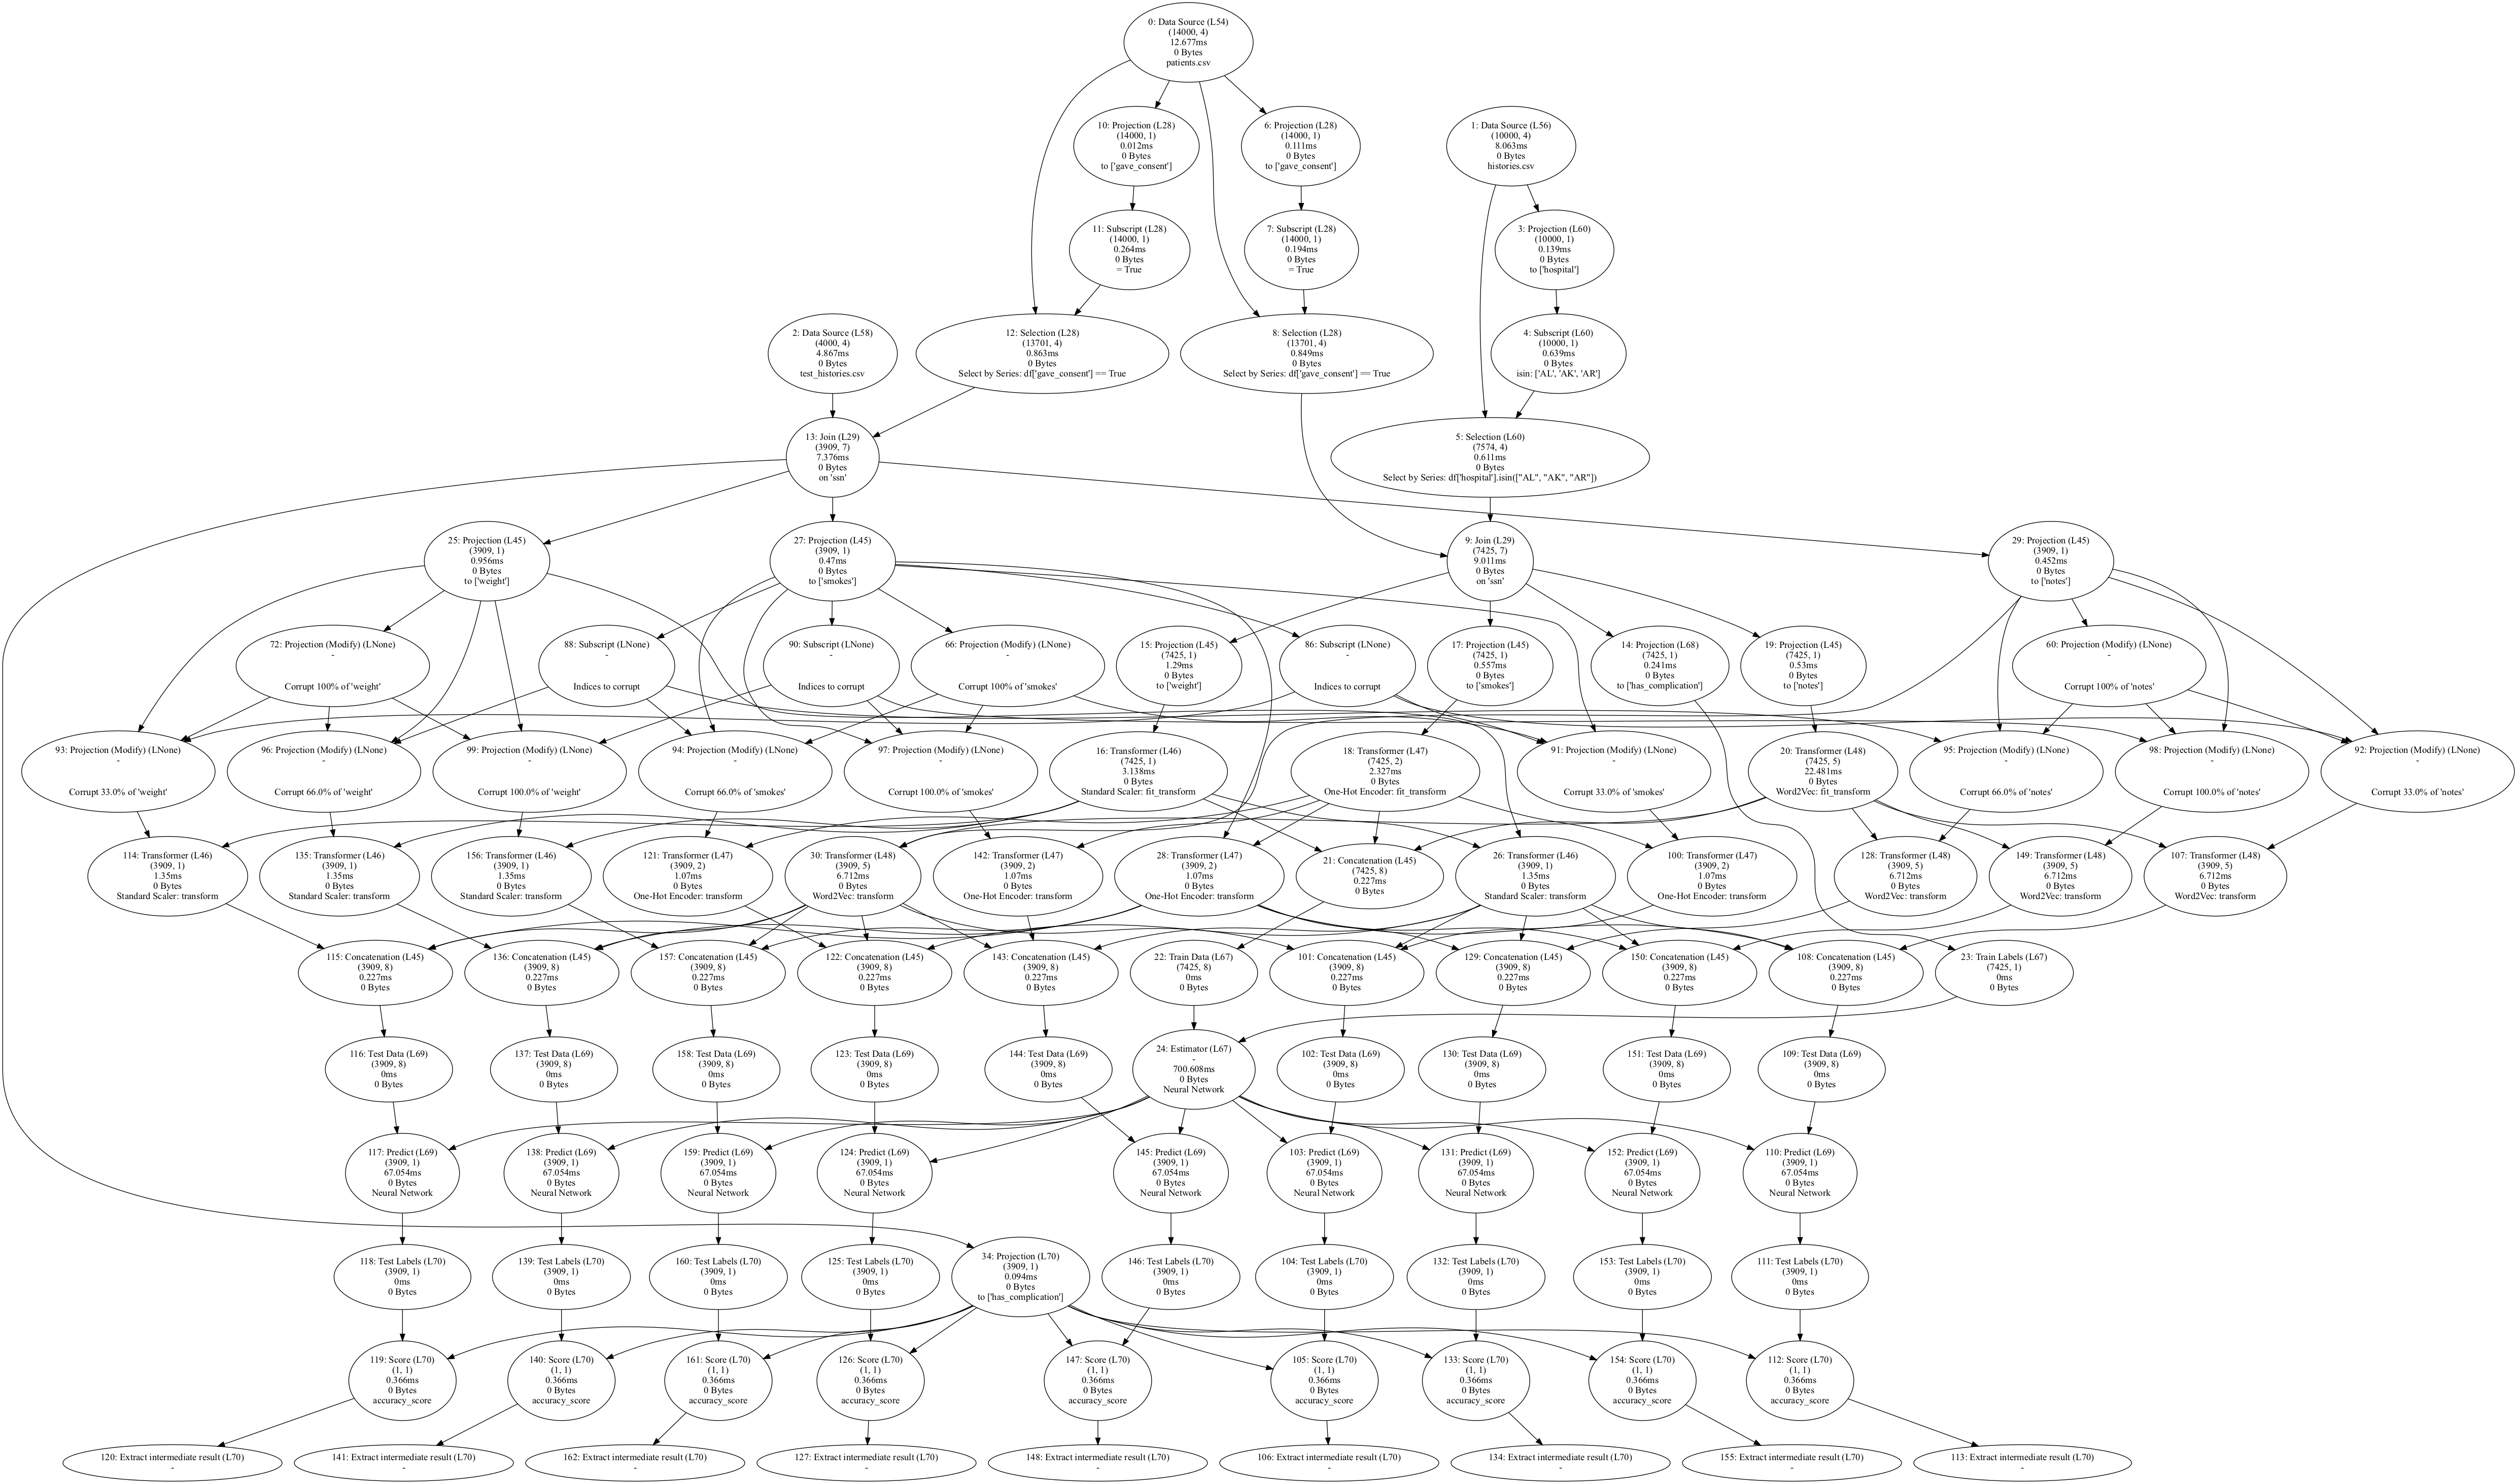 0: Data Source (L54)
(14000, 4)
12.677ms
0 Bytes
patients.csv
10: Projection (L28)
(14000, 1)
0.012ms
0 Bytes
to ['gave_consent']
6: Projection (L28)
(14000, 1)
0.111ms
0 Bytes
to ['gave_consent']
1: Data Source (L56)
(10000, 4)
8.063ms
0 Bytes
histories.csv
11: Subscript (L28)
(14000, 1)
0.264ms
0 Bytes
= True
7: Subscript (L28)
(14000, 1)
0.194ms
0 Bytes
= True
3: Projection (L60)
(10000, 1)
0.139ms
0 Bytes
to ['hospital']
2: Data Source (L58)
(4000, 4)
4.867ms
0 Bytes
test_histories.csv
12: Selection (L28)
(13701, 4)
0.863ms
0 Bytes
Select by Series: df['gave_consent'] == True
8: Selection (L28)
(13701, 4)
0.849ms
0 Bytes
Select by Series: df['gave_consent'] == True
4: Subscript (L60)
(10000, 1)
0.639ms
0 Bytes
isin: ['AL', 'AK', 'AR']
13: Join (L29)
(3909, 7)
7.376ms
0 Bytes
on 'ssn'
5: Selection (L60)
(7574, 4)
0.611ms
0 Bytes
Select by Series: df['hospital'].isin(["AL", "AK", "AR"])
25: Projection (L45)
(3909, 1)
0.956ms
0 Bytes
to ['weight']
27: Projection (L45)
(3909, 1)
0.47ms
0 Bytes
to ['smokes']
9: Join (L29)
(7425, 7)
9.011ms
0 Bytes
on 'ssn'
29: Projection (L45)
(3909, 1)
0.452ms
0 Bytes
to ['notes']
72: Projection (Modify) (LNone)
-
Corrupt 100% of 'weight'
88: Subscript (LNone)
-
Indices to corrupt
90: Subscript (LNone)
-
Indices to corrupt
66: Projection (Modify) (LNone)
-
Corrupt 100% of 'smokes'
15: Projection (L45)
(7425, 1)
1.29ms
0 Bytes
to ['weight']
86: Subscript (LNone)
-
Indices to corrupt
17: Projection (L45)
(7425, 1)
0.557ms
0 Bytes
to ['smokes']
14: Projection (L68)
(7425, 1)
0.241ms
0 Bytes
to ['has_complication']
19: Projection (L45)
(7425, 1)
0.53ms
0 Bytes
to ['notes']
60: Projection (Modify) (LNone)
-
Corrupt 100% of 'notes'
93: Projection (Modify) (LNone)
-
Corrupt 33.0% of 'weight'
96: Projection (Modify) (LNone)
-
Corrupt 66.0% of 'weight'
99: Projection (Modify) (LNone)
-
Corrupt 100.0% of 'weight'
94: Projection (Modify) (LNone)
-
Corrupt 66.0% of 'smokes'
97: Projection (Modify) (LNone)
-
Corrupt 100.0% of 'smokes'
16: Transformer (L46)
(7425, 1)
3.138ms
0 Bytes
Standard Scaler: fit_transform
18: Transformer (L47)
(7425, 2)
2.327ms
0 Bytes
One-Hot Encoder: fit_transform
91: Projection (Modify) (LNone)
-
Corrupt 33.0% of 'smokes'
20: Transformer (L48)
(7425, 5)
22.481ms
0 Bytes
Word2Vec: fit_transform
95: Projection (Modify) (LNone)
-
Corrupt 66.0% of 'notes'
98: Projection (Modify) (LNone)
-
Corrupt 100.0% of 'notes'
92: Projection (Modify) (LNone)
-
Corrupt 33.0% of 'notes'
114: Transformer (L46)
(3909, 1)
1.35ms
0 Bytes
Standard Scaler: transform
135: Transformer (L46)
(3909, 1)
1.35ms
0 Bytes
Standard Scaler: transform
156: Transformer (L46)
(3909, 1)
1.35ms
0 Bytes
Standard Scaler: transform
121: Transformer (L47)
(3909, 2)
1.07ms
0 Bytes
One-Hot Encoder: transform
30: Transformer (L48)
(3909, 5)
6.712ms
0 Bytes
Word2Vec: transform
142: Transformer (L47)
(3909, 2)
1.07ms
0 Bytes
One-Hot Encoder: transform
28: Transformer (L47)
(3909, 2)
1.07ms
0 Bytes
One-Hot Encoder: transform
21: Concatenation (L45)
(7425, 8)
0.227ms
0 Bytes
26: Transformer (L46)
(3909, 1)
1.35ms
0 Bytes
Standard Scaler: transform
100: Transformer (L47)
(3909, 2)
1.07ms
0 Bytes
One-Hot Encoder: transform
128: Transformer (L48)
(3909, 5)
6.712ms
0 Bytes
Word2Vec: transform
149: Transformer (L48)
(3909, 5)
6.712ms
0 Bytes
Word2Vec: transform
107: Transformer (L48)
(3909, 5)
6.712ms
0 Bytes
Word2Vec: transform
115: Concatenation (L45)
(3909, 8)
0.227ms
0 Bytes
136: Concatenation (L45)
(3909, 8)
0.227ms
0 Bytes
157: Concatenation (L45)
(3909, 8)
0.227ms
0 Bytes
122: Concatenation (L45)
(3909, 8)
0.227ms
0 Bytes
143: Concatenation (L45)
(3909, 8)
0.227ms
0 Bytes
22: Train Data (L67)
(7425, 8)
0ms
0 Bytes
101: Concatenation (L45)
(3909, 8)
0.227ms
0 Bytes
129: Concatenation (L45)
(3909, 8)
0.227ms
0 Bytes
150: Concatenation (L45)
(3909, 8)
0.227ms
0 Bytes
108: Concatenation (L45)
(3909, 8)
0.227ms
0 Bytes
23: Train Labels (L67)
(7425, 1)
0ms
0 Bytes
116: Test Data (L69)
(3909, 8)
0ms
0 Bytes
137: Test Data (L69)
(3909, 8)
0ms
0 Bytes
158: Test Data (L69)
(3909, 8)
0ms
0 Bytes
123: Test Data (L69)
(3909, 8)
0ms
0 Bytes
144: Test Data (L69)
(3909, 8)
0ms
0 Bytes
24: Estimator (L67)
-
700.608ms
0 Bytes
Neural Network
102: Test Data (L69)
(3909, 8)
0ms
0 Bytes
130: Test Data (L69)
(3909, 8)
0ms
0 Bytes
151: Test Data (L69)
(3909, 8)
0ms
0 Bytes
109: Test Data (L69)
(3909, 8)
0ms
0 Bytes
117: Predict (L69)
(3909, 1)
67.054ms
0 Bytes
Neural Network
138: Predict (L69)
(3909, 1)
67.054ms
0 Bytes
Neural Network
159: Predict (L69)
(3909, 1)
67.054ms
0 Bytes
Neural Network
124: Predict (L69)
(3909, 1)
67.054ms
0 Bytes
Neural Network
145: Predict (L69)
(3909, 1)
67.054ms
0 Bytes
Neural Network
103: Predict (L69)
(3909, 1)
67.054ms
0 Bytes
Neural Network
131: Predict (L69)
(3909, 1)
67.054ms
0 Bytes
Neural Network
152: Predict (L69)
(3909, 1)
67.054ms
0 Bytes
Neural Network
110: Predict (L69)
(3909, 1)
67.054ms
0 Bytes
Neural Network
118: Test Labels (L70)
(3909, 1)
0ms
0 Bytes
139: Test Labels (L70)
(3909, 1)
0ms
0 Bytes
160: Test Labels (L70)
(3909, 1)
0ms
0 Bytes
125: Test Labels (L70)
(3909, 1)
0ms
0 Bytes
34: Projection (L70)
(3909, 1)
0.094ms
0 Bytes
to ['has_complication']
146: Test Labels (L70)
(3909, 1)
0ms
0 Bytes
104: Test Labels (L70)
(3909, 1)
0ms
0 Bytes
132: Test Labels (L70)
(3909, 1)
0ms
0 Bytes
153: Test Labels (L70)
(3909, 1)
0ms
0 Bytes
111: Test Labels (L70)
(3909, 1)
0ms
0 Bytes
119: Score (L70)
(1, 1)
0.366ms
0 Bytes
accuracy_score
140: Score (L70)
(1, 1)
0.366ms
0 Bytes
accuracy_score
161: Score (L70)
(1, 1)
0.366ms
0 Bytes
accuracy_score
126: Score (L70)
(1, 1)
0.366ms
0 Bytes
accuracy_score
147: Score (L70)
(1, 1)
0.366ms
0 Bytes
accuracy_score
105: Score (L70)
(1, 1)
0.366ms
0 Bytes
accuracy_score
133: Score (L70)
(1, 1)
0.366ms
0 Bytes
accuracy_score
154: Score (L70)
(1, 1)
0.366ms
0 Bytes
accuracy_score
112: Score (L70)
(1, 1)
0.366ms
0 Bytes
accuracy_score
120: Extract intermediate result (L70)
-
141: Extract intermediate result (L70)
-
162: Extract intermediate result (L70)
-
127: Extract intermediate result (L70)
-
148: Extract intermediate result (L70)
-
106: Extract intermediate result (L70)
-
134: Extract intermediate result (L70)
-
155: Extract intermediate result (L70)
-
113: Extract intermediate result (L70)
-